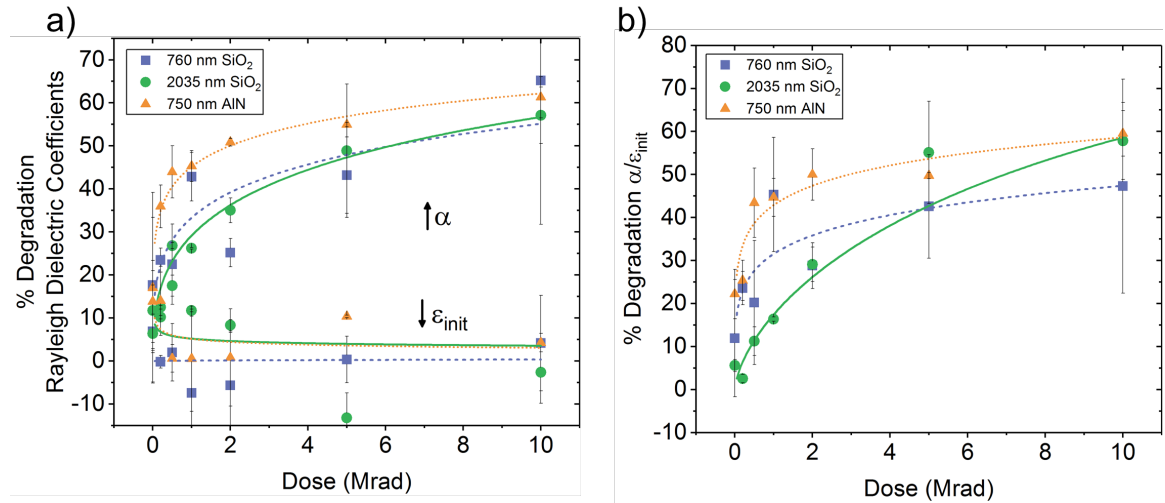 a)
% Degradation
Rayleigh Dielectric Coefficients
70
60
50
40
30
20
10
0
-10
760 nm SiO₂
2035 nm SiO₂
750 nm AlN
↑α
↓ε_init
0 2 4 6 8 10
Dose (Mrad)
b)
% Degradation α/ε_init
80
70
60
50
40
30
20
10
0
-10
760 nm SiO₂
2035 nm SiO₂
750 nm AlN
0 2 4 6 8 10
Dose (Mrad)